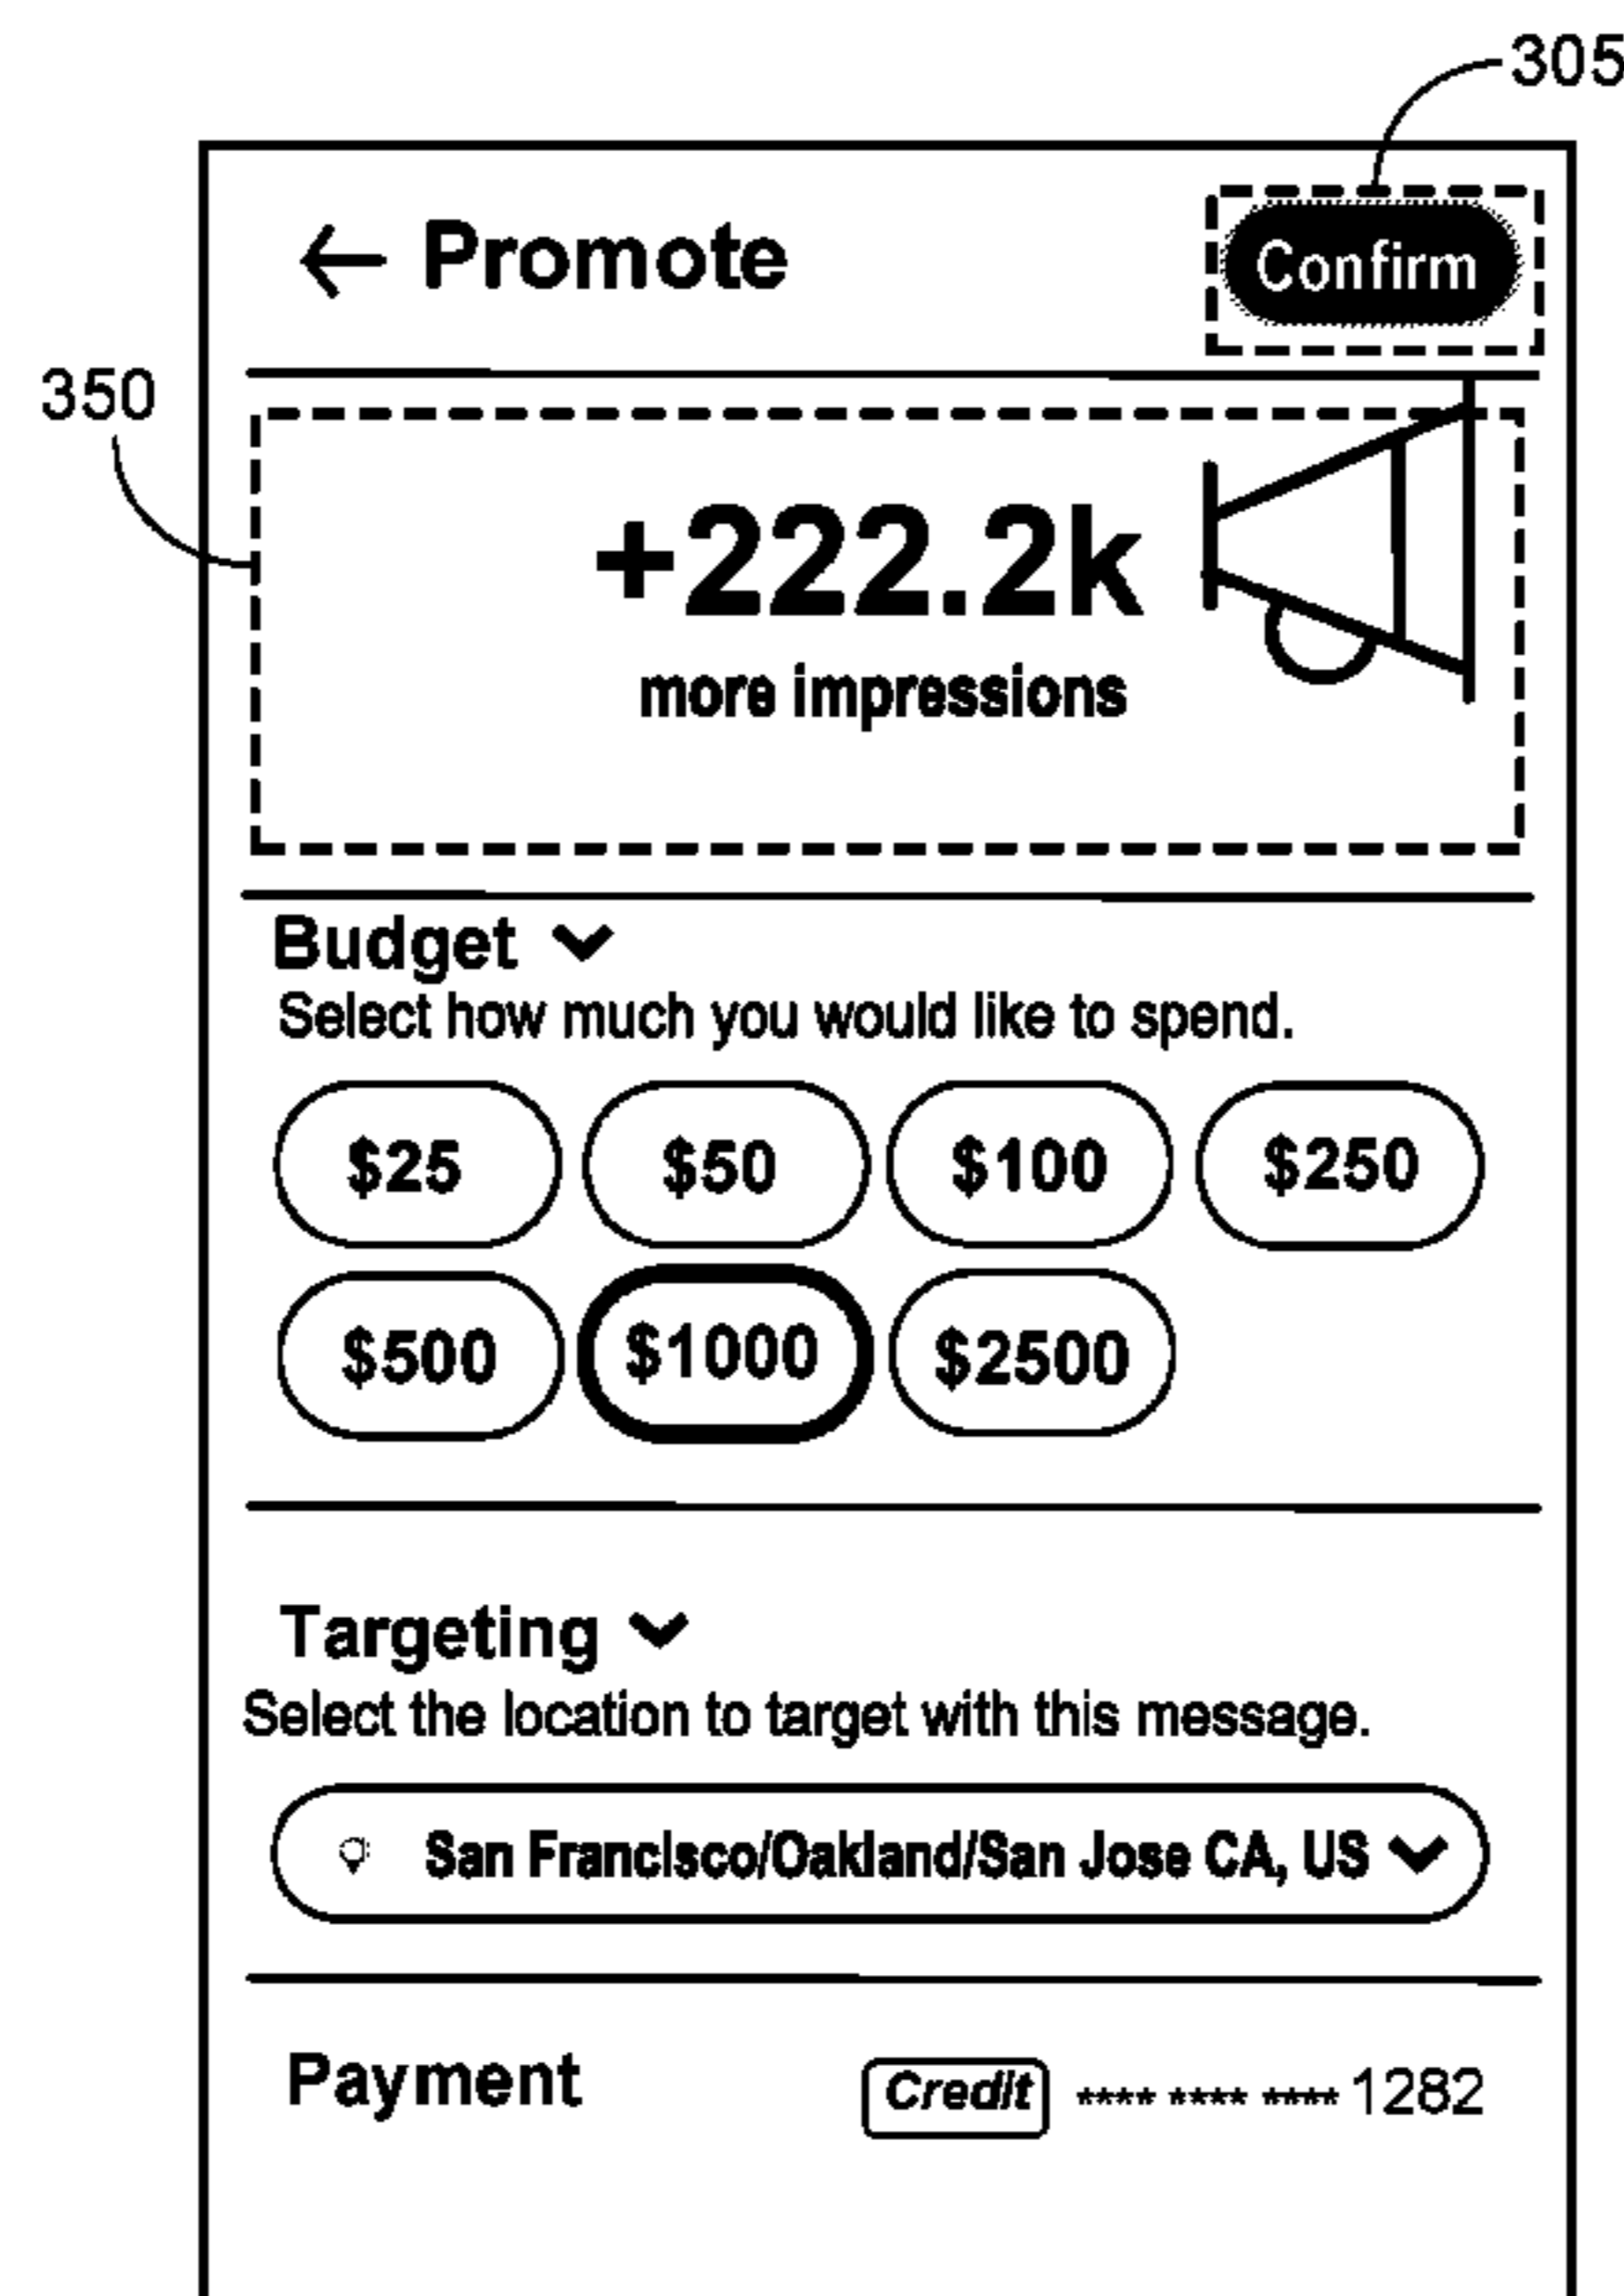 305
← Promote Confirm
350
+222.2k
more impressions
Budget
Select how much you would like to spend.
$25 $50 $100 $250
$500 $1000 $2500
Targeting
Select the location to target with this message.
San Francisco/Oakland/San Jose CA, US
Payment Credit **** **** **** 1282